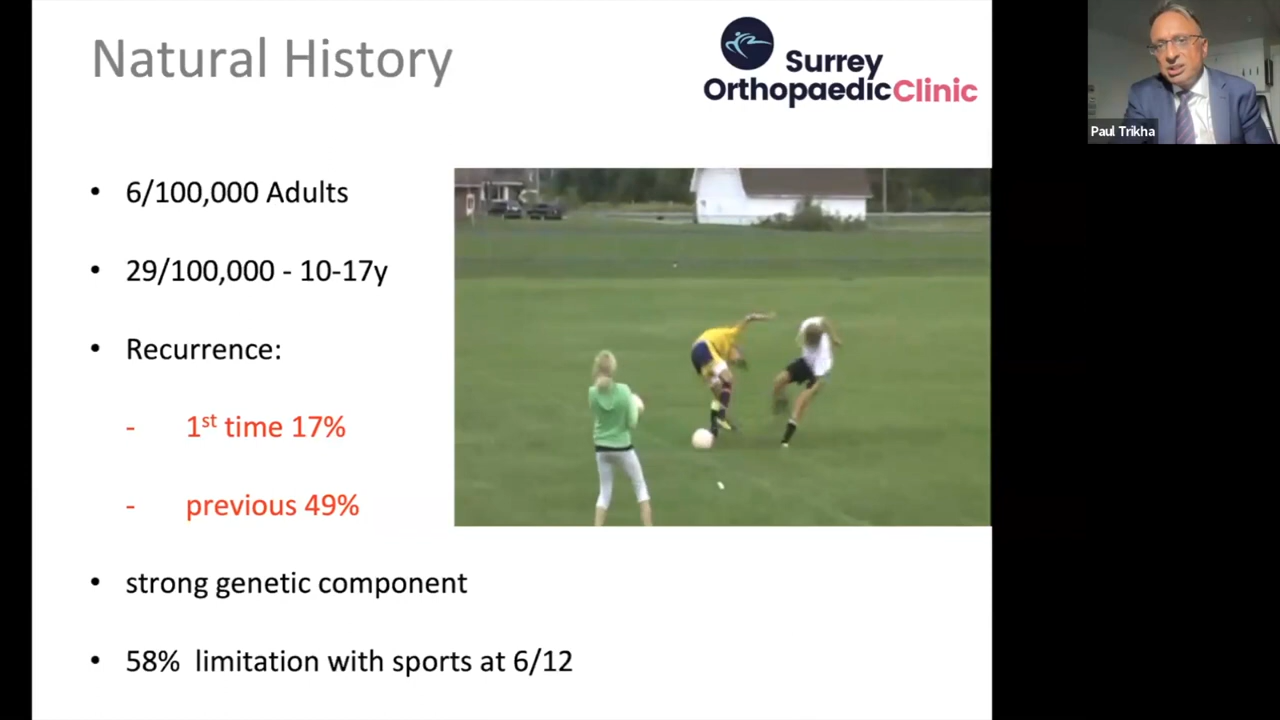 Natural History
Surrey
OrthopaedicClinic
Paul Trikha
• 6/100,000 Adults
• 29/100,000 - 10-17y
• Recurrence:
- 1st time 17%
- previous 49%
• strong genetic component
• 58% limitation with sports at 6/12